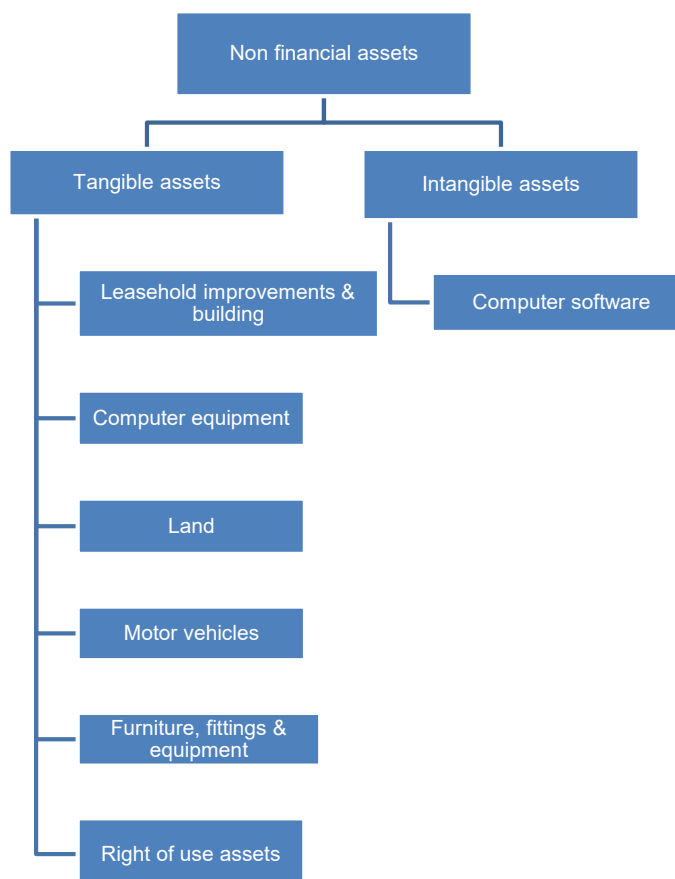 Non financial assets
Tangible assets
Intangible assets
Leasehold improvements &
building
Computer software
Computer equipment
Land
Motor vehicles
Furniture, fittings &
equipment
Right of use assets